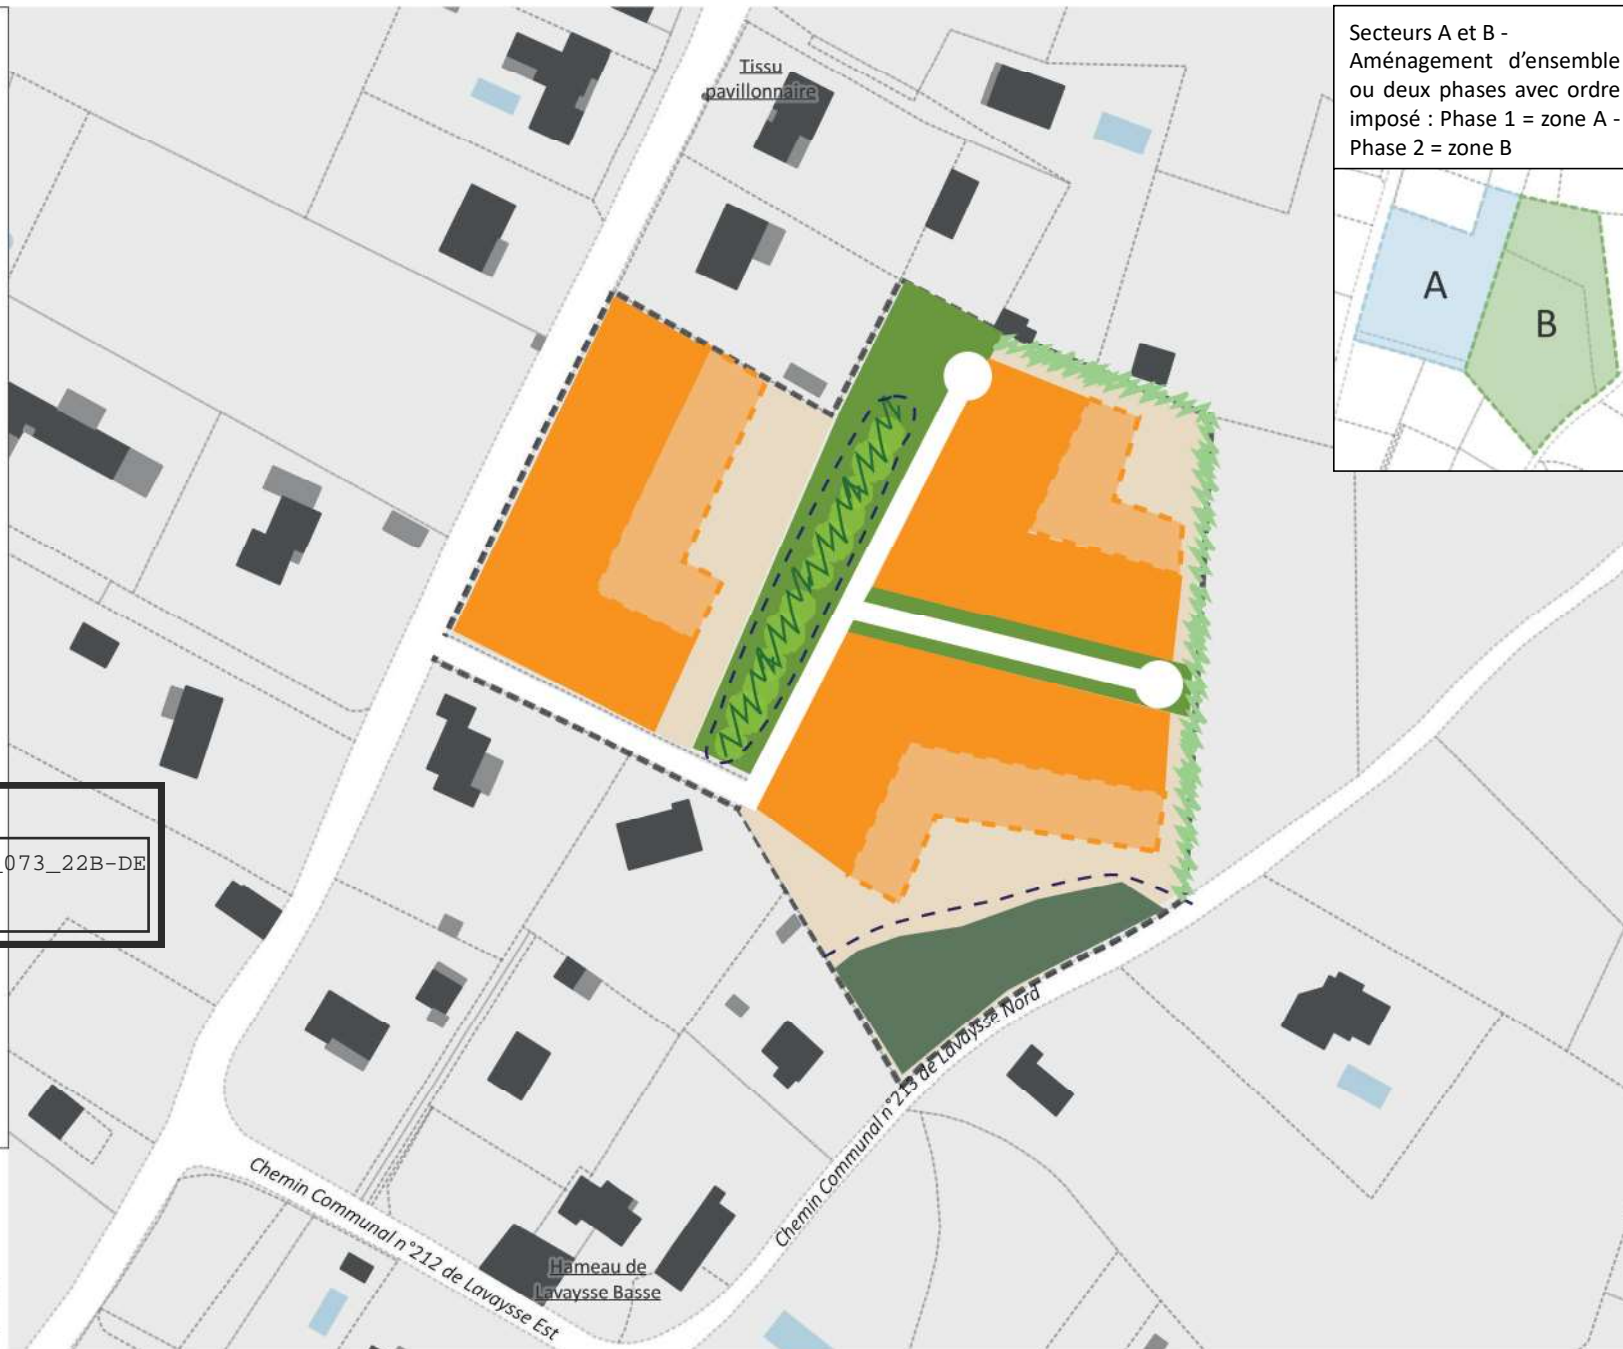 Secteurs A et B -
Aménagement d’ensemble
ou deux phases avec ordre
imposé : Phase 1 = zone A -
Phase 2 = zone B
A
B
Tissu
pavillonnaire
_073_22B-DE
Chemin Communal n°213 de Lavaysse Nord
Chemin Communal n°212 de Lavaysse Est
Hameau de
Lavaysse Basse